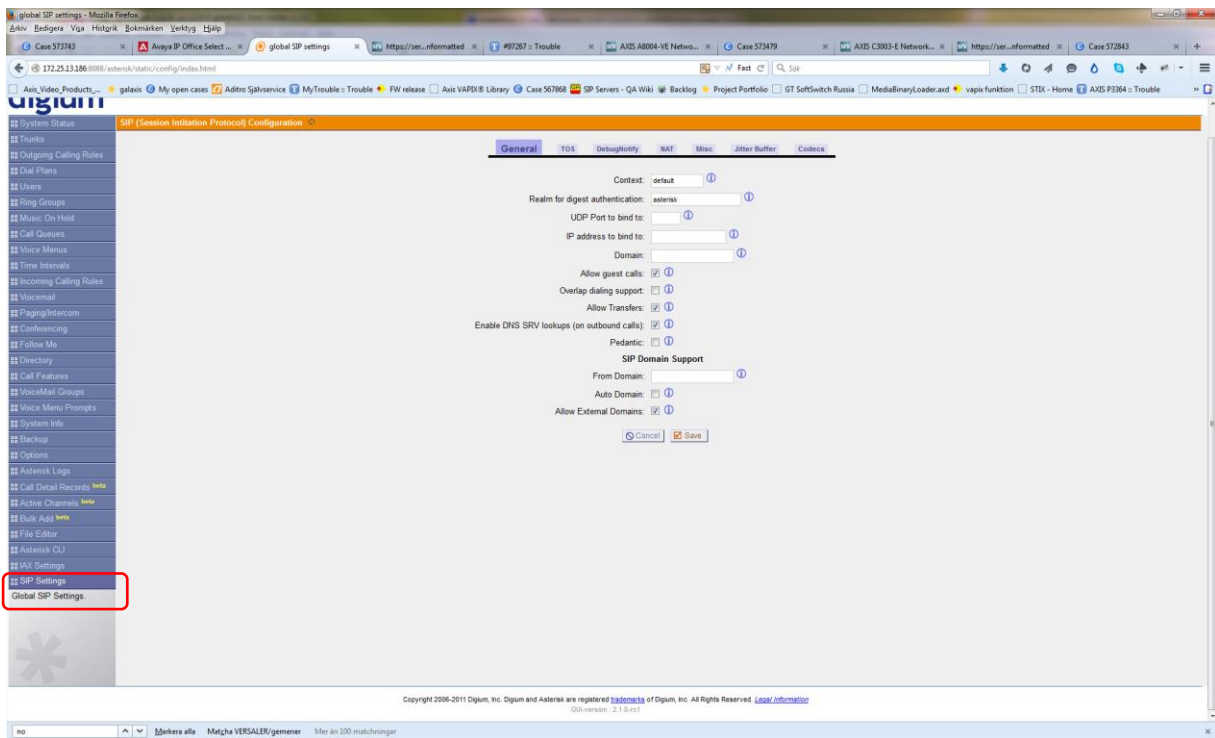 global SIP settings - Mozilla Firefox
Arkiv Redigera Visa Historik Bokmärken Verktyg Hjälp
Case 573743
Avaya IP Office Select ...
global SIP settings
https://ser...nformatted
#97267 :: Trouble
AXIS A8004-VE Netwo...
Case 573479
AXIS C3003-E Network...
https://ser...nformatted
Case 572843
172.25.13.186:8088/asterisk/static/config/index.html
Fast
Sök
Axis_Video_Products_...
galaxis
My open cases
Aditro Självservice
MyTrouble :: Trouble
FW release
Axis VAPIX® Library
Case 567868
SIP Servers - QA Wiki
Backlog
Project Portfolio
GT SoftSwitch Russia
MediaBinaryLoader.axd
vapix funktion
STIX - Home
AXIS P3364 :: Trouble
digium
System Status
SIP (Session Intitation Protocol) Configuration
Trunks
Outgoing Calling Rules
Dial Plans
Users
Ring Groups
Music On Hold
Call Queues
Voice Menus
Time Intervals
Incoming Calling Rules
Voicemail
Paging/Intercom
Conferencing
Follow Me
Directory
Call Features
VoiceMail Groups
Voice Menu Prompts
System Info
Backup
Options
Asterisk Logs
Call Detail Records beta
Active Channels beta
Bulk Add beta
File Editor
Asterisk CLI
IAX Settings
SIP Settings
Global SIP Settings.
General TOS DebugNotify NAT Misc Jitter Buffer Codecs
Context: default
Realm for digest authentication: asterisk
UDP Port to bind to:
IP address to bind to:
Domain:
Allow guest calls:
Overlap dialing support:
Allow Transfers:
Enable DNS SRV lookups (on outbound calls):
Pedantic:
SIP Domain Support
From Domain:
Auto Domain:
Allow External Domains:
Cancel Save
Copyright 2006-2011 Digium, Inc. Digium and Asterisk are registered trademarks of Digium, Inc. All Rights Reserved. Legal Information
GUI-version : 2.1.0-rc1
no
Markera alla
Matcha VERSALER/gemener
Mer än 100 matchningar